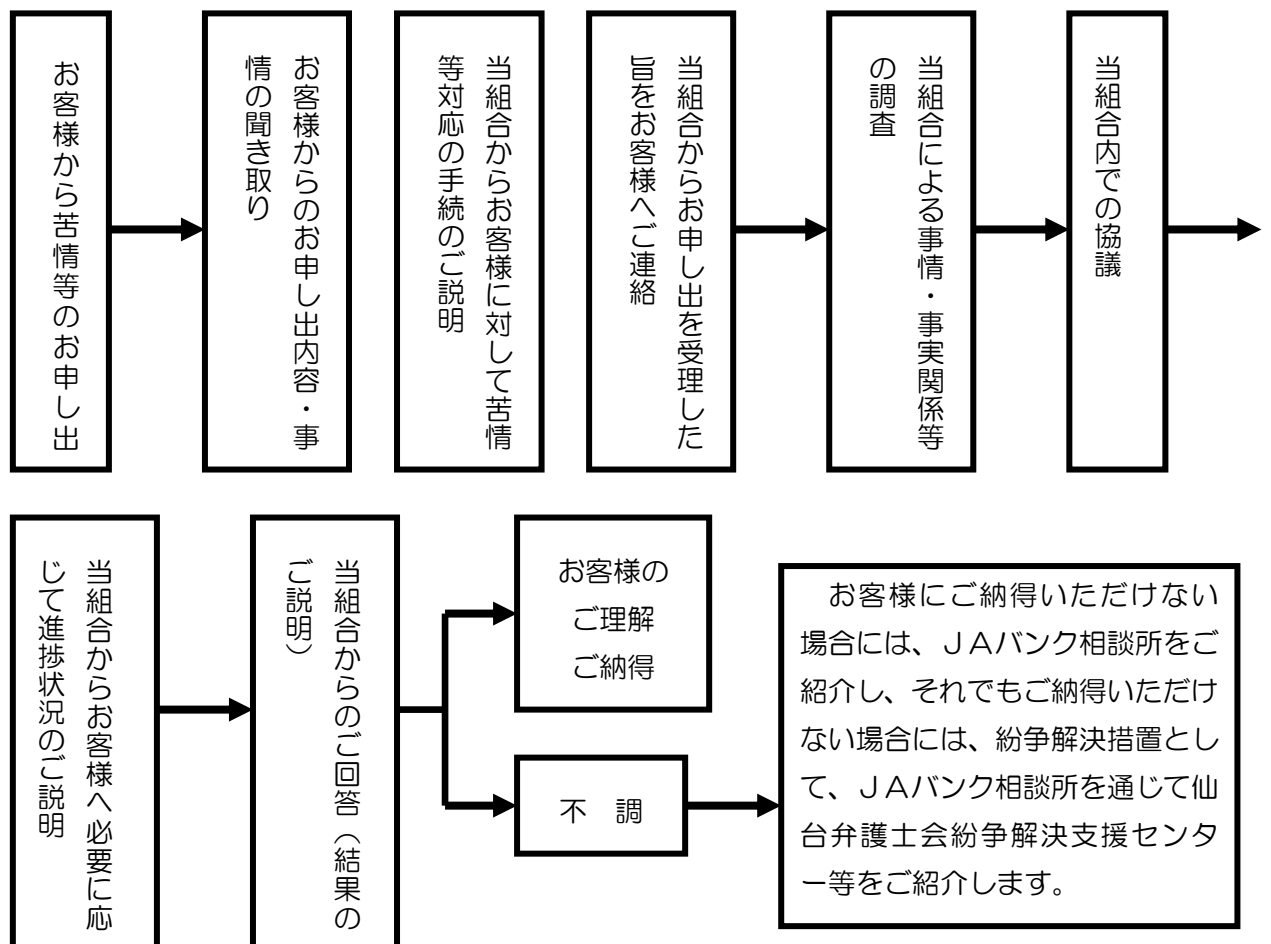 お客様から苦情等のお申し出
お客様からのお申し出内容・事
情の聞き取り
当組合からお客様に対して苦情
等対応の手続のご説明
当組合からお申し出を受理した
旨をお客様へご連絡
当組合による事情・事実関係等
の調査
当組合内での協議
当組合からお客様へ必要に応
じて進捗状況のご説明
当組合からのご回答（結果の
ご説明）
お客様の
ご理解
ご納得
不　調
　お客様にご納得いただけない
場合には、ＪＡバンク相談所をご
紹介し、それでもご納得いただけ
ない場合には、紛争解決措置とし
て、ＪＡバンク相談所を通じて仙
台弁護士会紛争解決支援センタ
ー等をご紹介します。